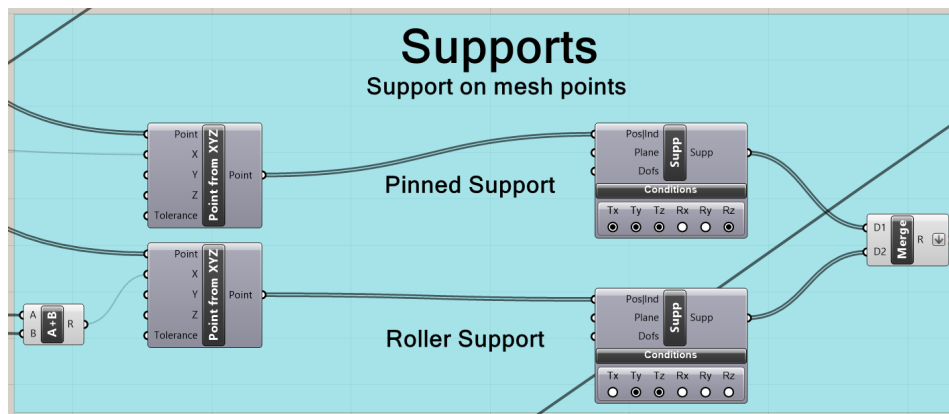 Supports
Support on mesh points
Point
X
Y
Z
Tolerance
Point from XYZ
Point
Pinned Support
Pos|Ind
Plane
Dofs
Supp
Supp
Conditions
Tx Ty Tz Rx Ry Rz
D1
D2
Merge
R
Point
X
Y
Z
Tolerance
Point from XYZ
Point
A
B
A+B
R
Roller Support
Pos|Ind
Plane
Dofs
Supp
Supp
Conditions
Tx Ty Tz Rx Ry Rz